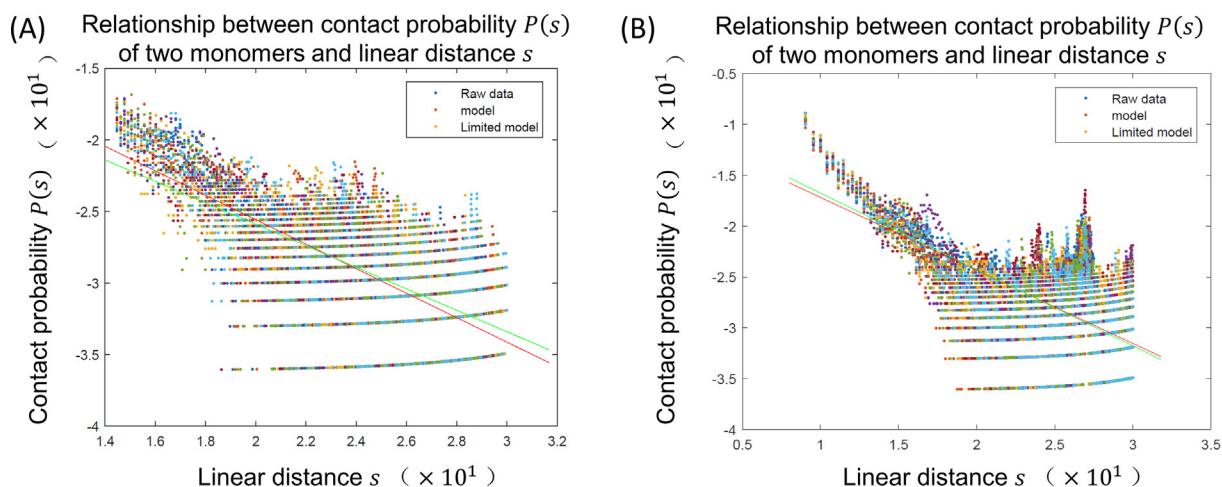 (A)
Relationship between contact probability P(s)
of two monomers and linear distance s
Contact probability P(s) (×10¹)
-1.5
-2
-2.5
-3
-3.5
-4
Raw data
model
Limited model
1.4 1.6 1.8 2 2.2 2.4 2.6 2.8 3 3.2
Linear distance s (×10¹)
(B)
Relationship between contact probability P(s)
of two monomers and linear distance s
Contact probability P(s) (×10¹)
-0.5
-1
-1.5
-2
-2.5
-3
-3.5
-4
Raw data
model
Limited model
0.5 1 1.5 2 2.5 3 3.5
Linear distance s (×10¹)